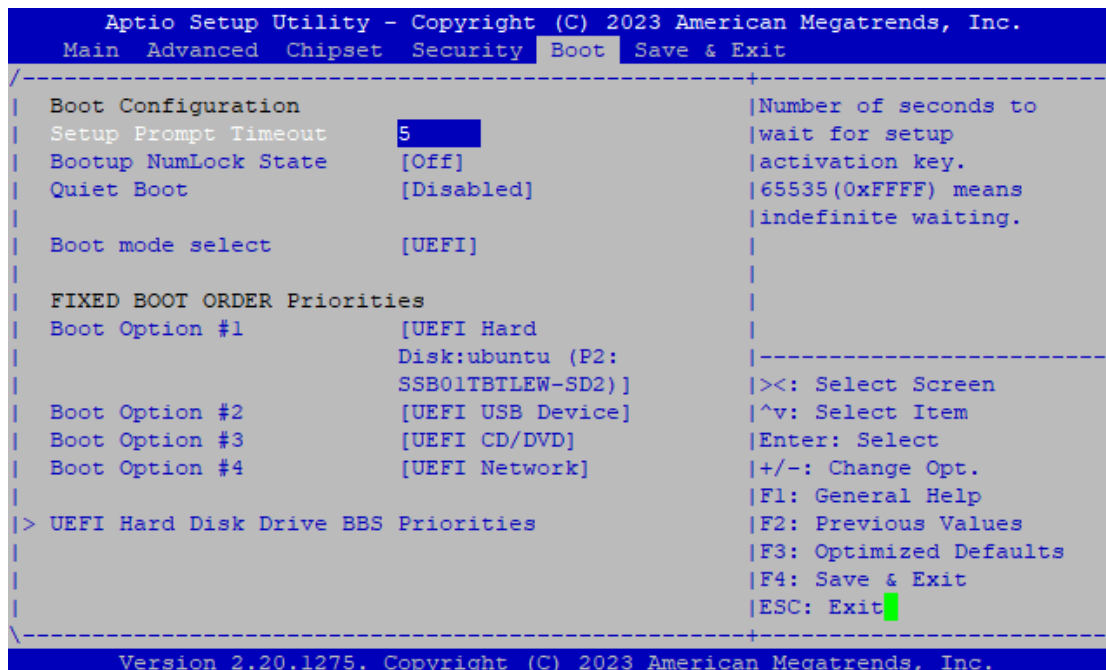 Aptio Setup Utility - Copyright (C) 2023 American Megatrends, Inc.
Main Advanced Chipset Security Boot Save & Exit
/----------------------------------------------------+-------------------------
| Boot Configuration |Number of seconds to
| Setup Prompt Timeout 5 |wait for setup
| Bootup NumLock State [Off] |activation key.
| Quiet Boot [Disabled] |65535(0xFFFF) means
| |indefinite waiting.
| Boot mode select [UEFI] |
| |
| FIXED BOOT ORDER Priorities |
| Boot Option #1 [UEFI Hard |
| Disk:ubuntu (P2: |-------------------------
| SSB01TBTLEW-SD2)] |><: Select Screen
| Boot Option #2 [UEFI USB Device] |^v: Select Item
| Boot Option #3 [UEFI CD/DVD] |Enter: Select
| Boot Option #4 [UEFI Network] |+/-: Change Opt.
| |F1: General Help
|> UEFI Hard Disk Drive BBS Priorities |F2: Previous Values
| |F3: Optimized Defaults
| |F4: Save & Exit
| |ESC: Exit
\----------------------------------------------------+-------------------------
Version 2.20.1275. Copyright (C) 2023 American Megatrends, Inc.